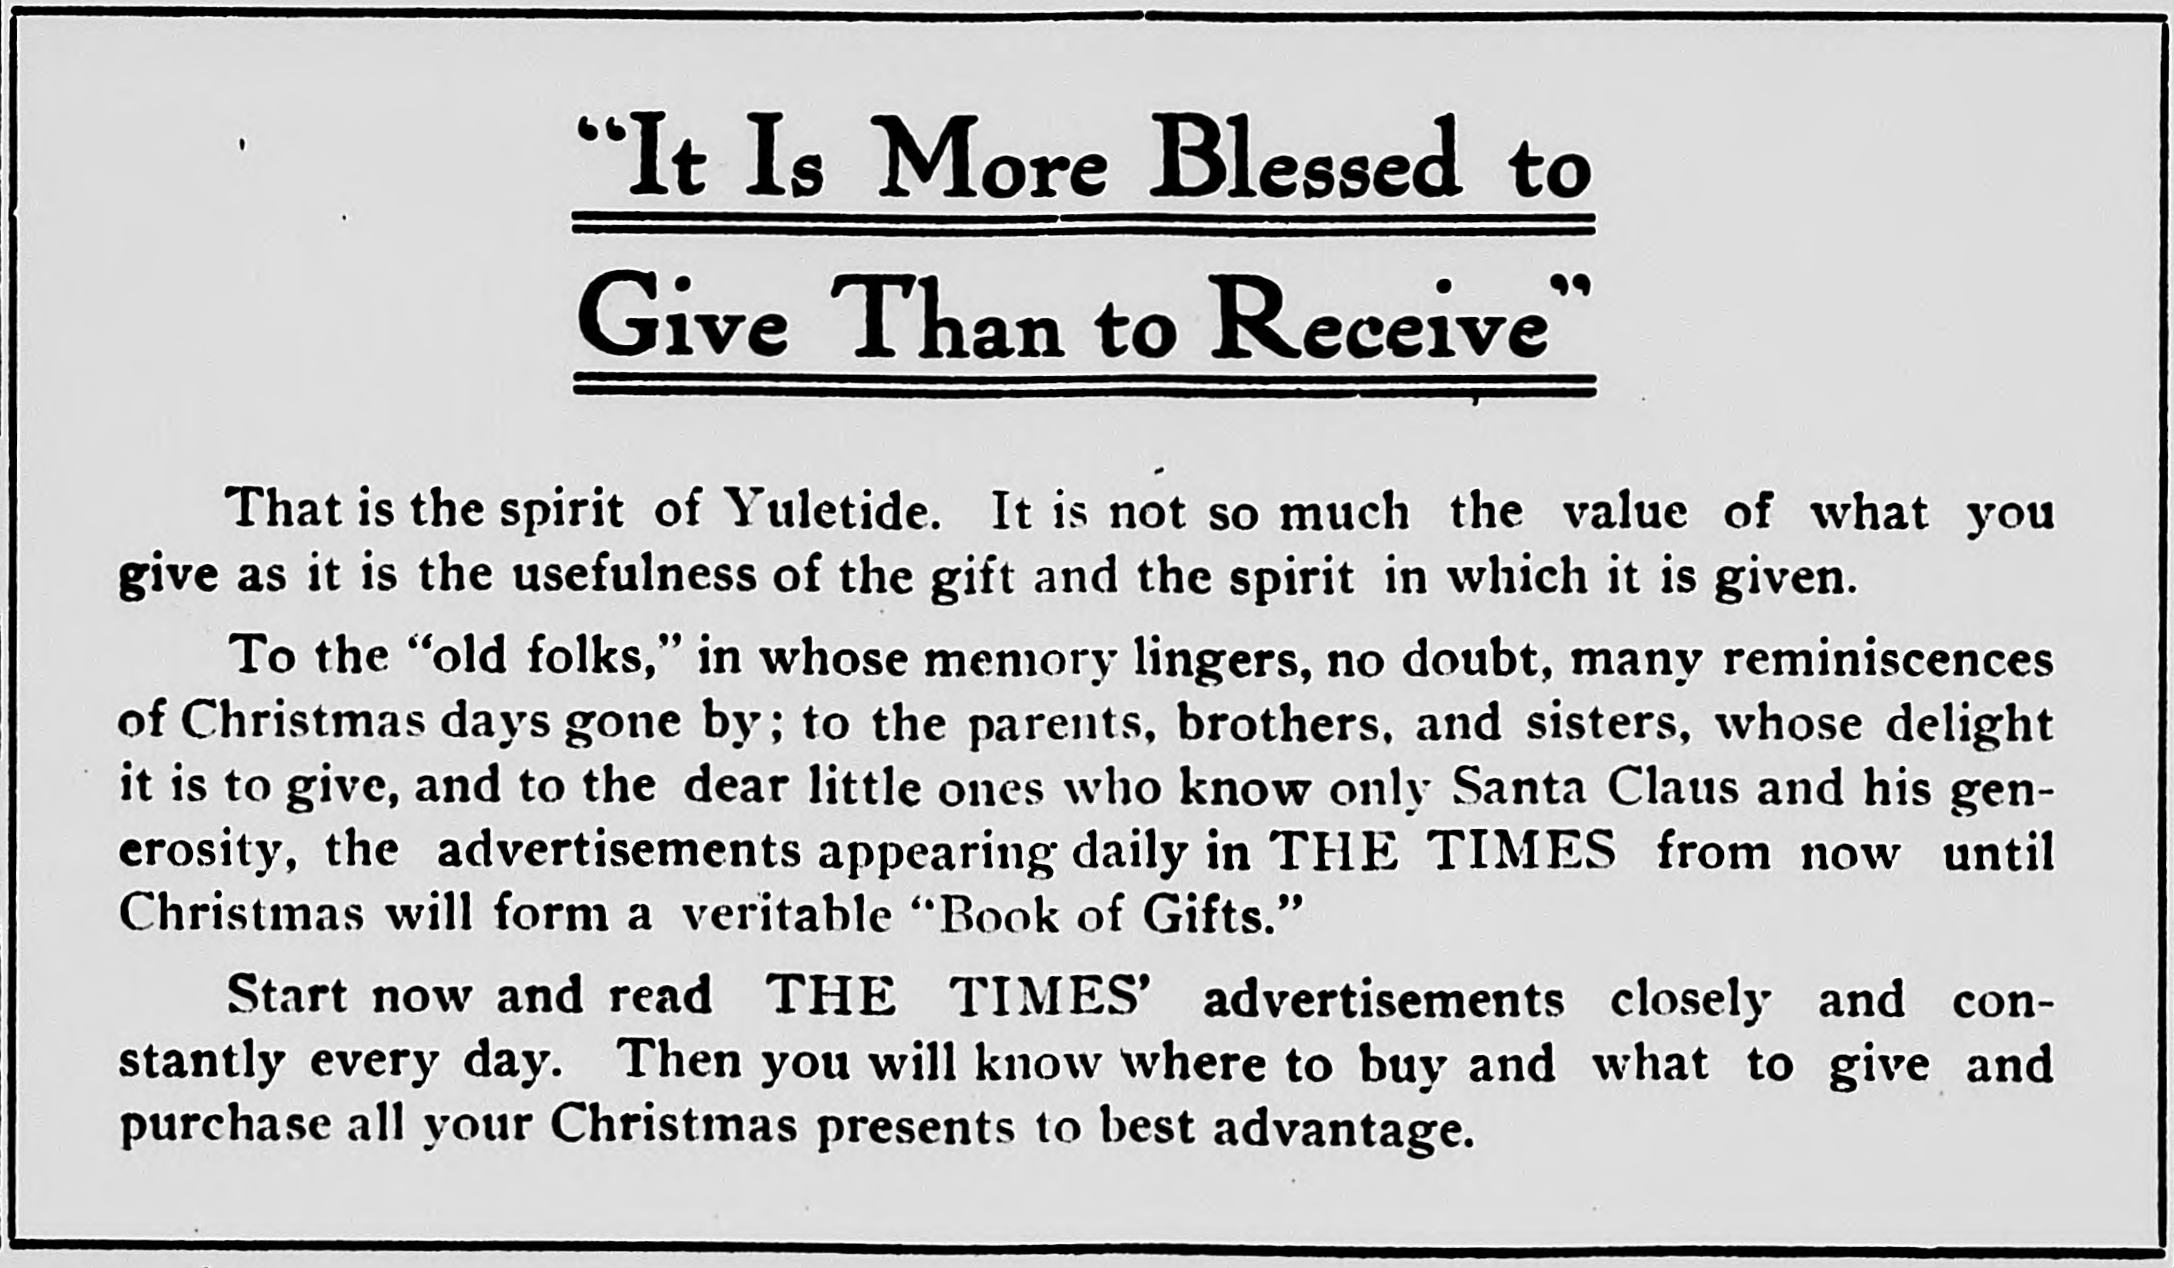 “It Is More Blessed to
Give Than to Receive”
That is the spirit of Yuletide. It is not so much the value of what you
give as it is the usefulness of the gift and the spirit in which it is given.
To the “old folks,” in whose memory lingers, no doubt, many reminiscences
of Christmas days gone by; to the parents, brothers, and sisters, whose delight
it is to give, and to the dear little ones who know only Santa Claus and his gen-
erosity, the advertisements appearing daily in THE TIMES from now until
Christmas will form a veritable “Book of Gifts.”
Start now and read THE TIMES’ advertisements closely and con-
stantly every day. Then you will know where to buy and what to give and
purchase all your Christmas presents to best advantage.